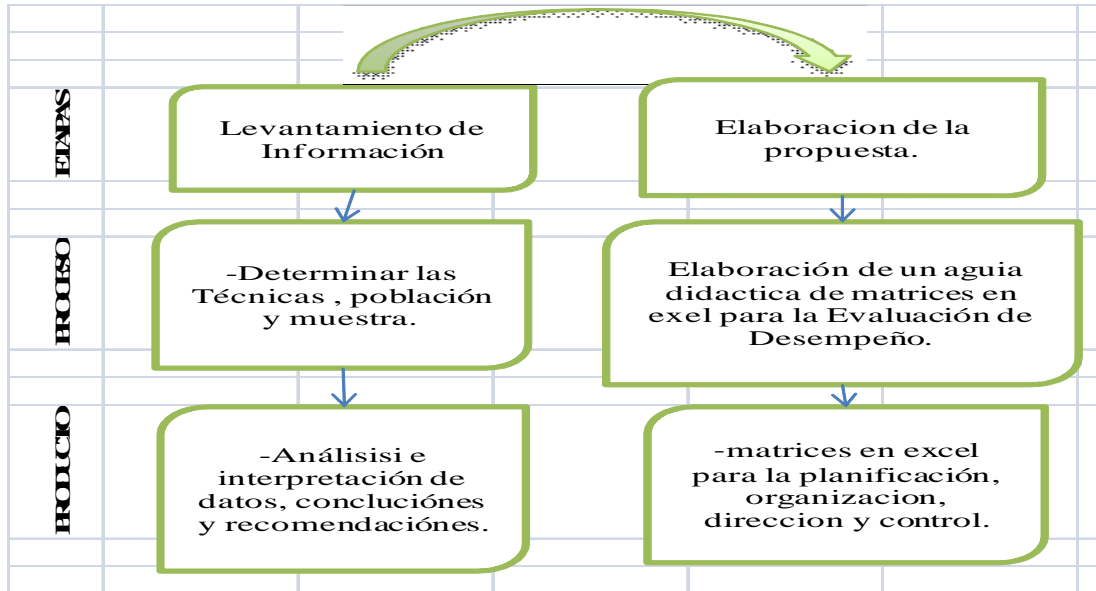 ETAPAS
Levantamiento de
Información
Elaboracion de la
propuesta.
PROCESO
-Determinar las
Técnicas , población
y muestra.
Elaboración de un aguia
didactica de matrices en
exel para la Evaluación de
Desempeño.
PRODUCTO
-Análisisi e
interpretación de
datos, concluciónes
y recomendaciónes.
-matrices en excel
para la planificación,
organizacion,
direccion y control.